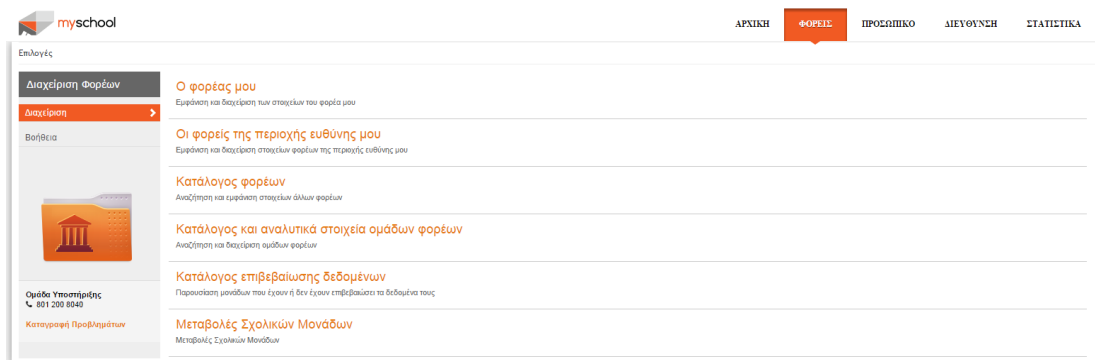 myschool
ΑΡΧΙΚΗ ΦΟΡΕΙΣ ΠΡΟΣΩΠΙΚΟ ΔΙΕΥΘΥΝΣΗ ΣΤΑΤΙΣΤΙΚΑ
Επιλογές
Διαχείριση Φορέων
Διαχείριση
Βοήθεια
Ομάδα Υποστήριξης
801 200 8040
Καταγραφή Προβλημάτων
Ο φορέας μου
Εμφάνιση και διαχείριση των στοιχείων του φορέα μου
Οι φορείς της περιοχής ευθύνης μου
Εμφάνιση και διαχείριση στοιχείων φορέων της περιοχής ευθύνης μου
Κατάλογος φορέων
Αναζήτηση και εμφάνιση στοιχείων άλλων φορέων
Κατάλογος και αναλυτικά στοιχεία ομάδων φορέων
Αναζήτηση και διαχείριση ομάδων φορέων
Κατάλογος επιβεβαίωσης δεδομένων
Παρουσίαση μονάδων που έχουν ή δεν έχουν επιβεβαιώσει τα δεδομένα τους
Μεταβολές Σχολικών Μονάδων
Μεταβολές Σχολικών Μονάδων